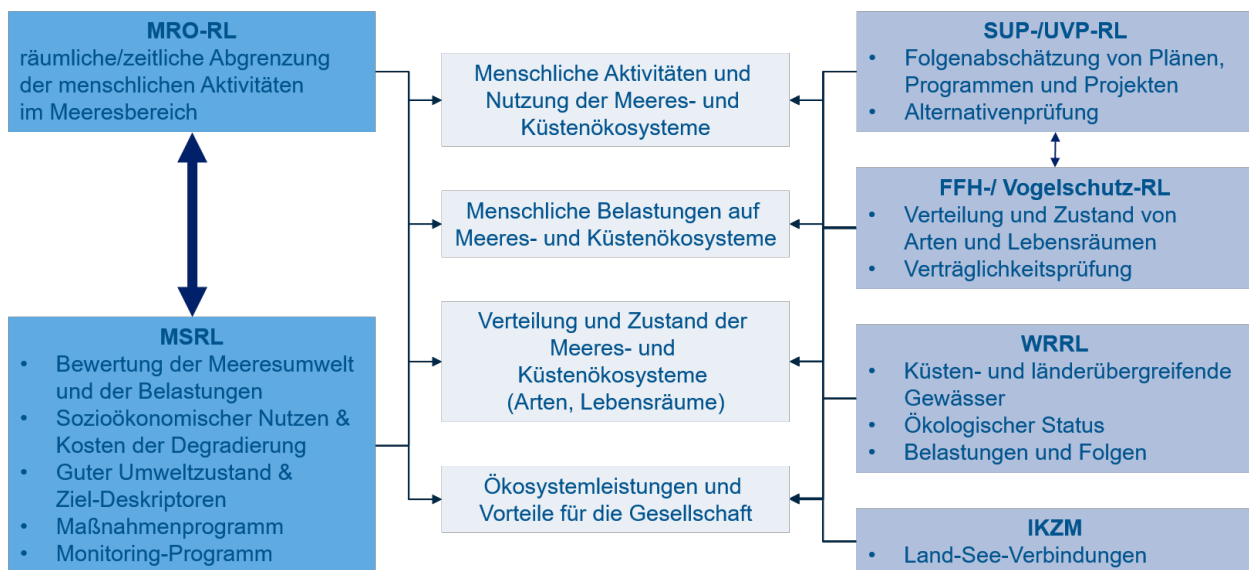 MRO-RL
räumliche/zeitliche Abgrenzung
der menschlichen Aktivitäten
im Meeresbereich
MSRL
• Bewertung der Meeresumwelt
und der Belastungen
• Sozioökonomischer Nutzen &
Kosten der Degradierung
• Guter Umweltzustand &
Ziel-Deskriptoren
• Maßnahmenprogramm
• Monitoring-Programm
Menschliche Aktivitäten und
Nutzung der Meeres- und
Küstenökosysteme
Menschliche Belastungen auf
Meeres- und Küstenökosysteme
Verteilung und Zustand der
Meeres- und
Küstenökosysteme
(Arten, Lebensräume)
Ökosystemleistungen und
Vorteile für die Gesellschaft
SUP-/UVP-RL
• Folgenabschätzung von Plänen,
Programmen und Projekten
• Alternativenprüfung
FFH-/ Vogelschutz-RL
• Verteilung und Zustand von
Arten und Lebensräumen
• Verträglichkeitsprüfung
WRRL
• Küsten- und länderübergreifende
Gewässer
• Ökologischer Status
• Belastungen und Folgen
IKZM
• Land-See-Verbindungen